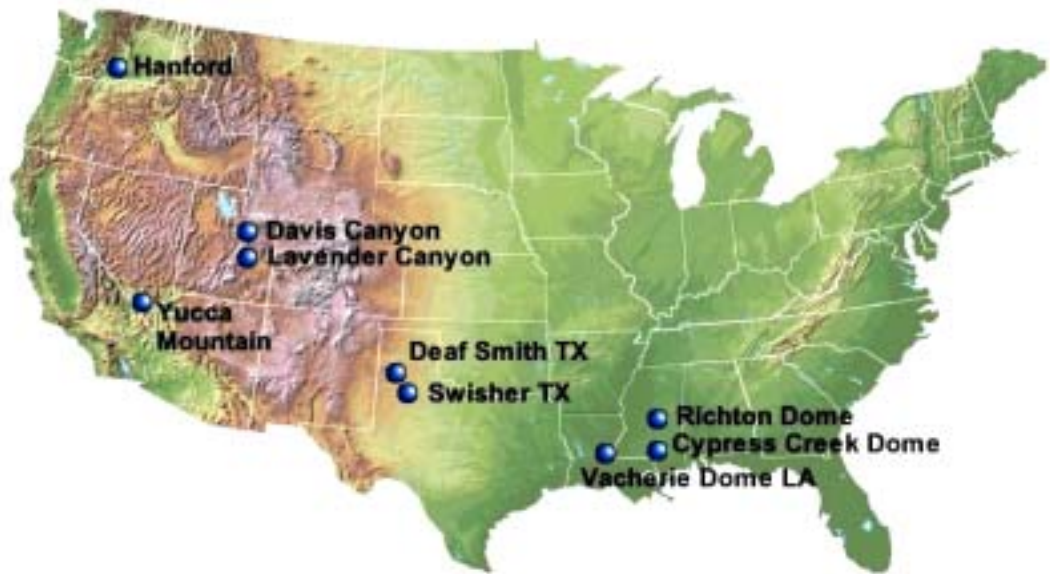 Hanford
Davis Canyon
Lavender Canyon
Yucca
Mountain
Deaf Smith TX
Swisher TX
Richton Dome
Cypress Creek Dome
Vacherie Dome LA